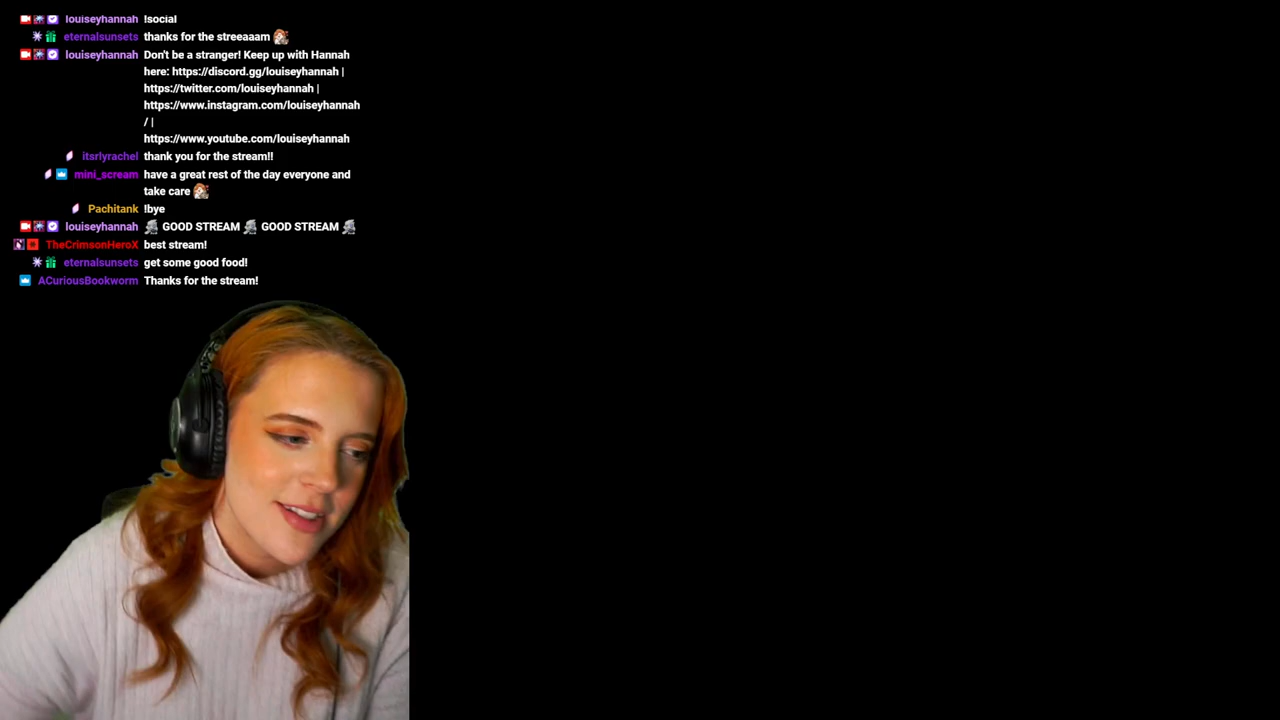 louiseyhannah !social
eternalsunsets thanks for the streeaaam
louiseyhannah Don't be a stranger! Keep up with Hannah
here: https://discord.gg/louiseyhannah |
https://twitter.com/louiseyhannah |
https://www.instagram.com/louiseyhannah
/ |
https://www.youtube.com/louiseyhannah
itsrlyrachel thank you for the stream!!
mini_scream have a great rest of the day everyone and
take care
Pachitank !bye
louiseyhannah GOOD STREAM GOOD STREAM
TheCrimsonHeroX best stream!
eternalsunsets get some good food!
ACuriousBookworm Thanks for the stream!